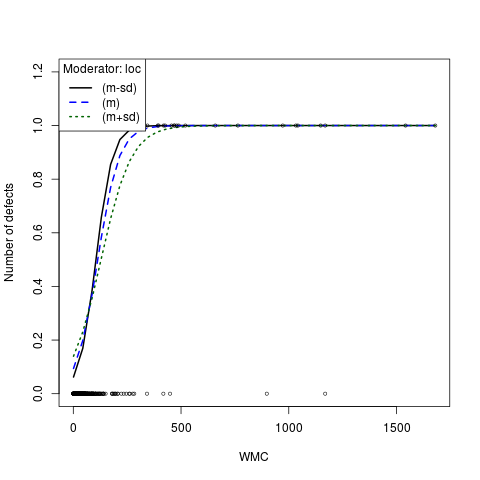 Moderator: loc
(m-sd)
(m)
(m+sd)
1.2
1.0
0.8
0.6
0.4
0.2
0.0
Number of defects
0 500 1000 1500
WMC